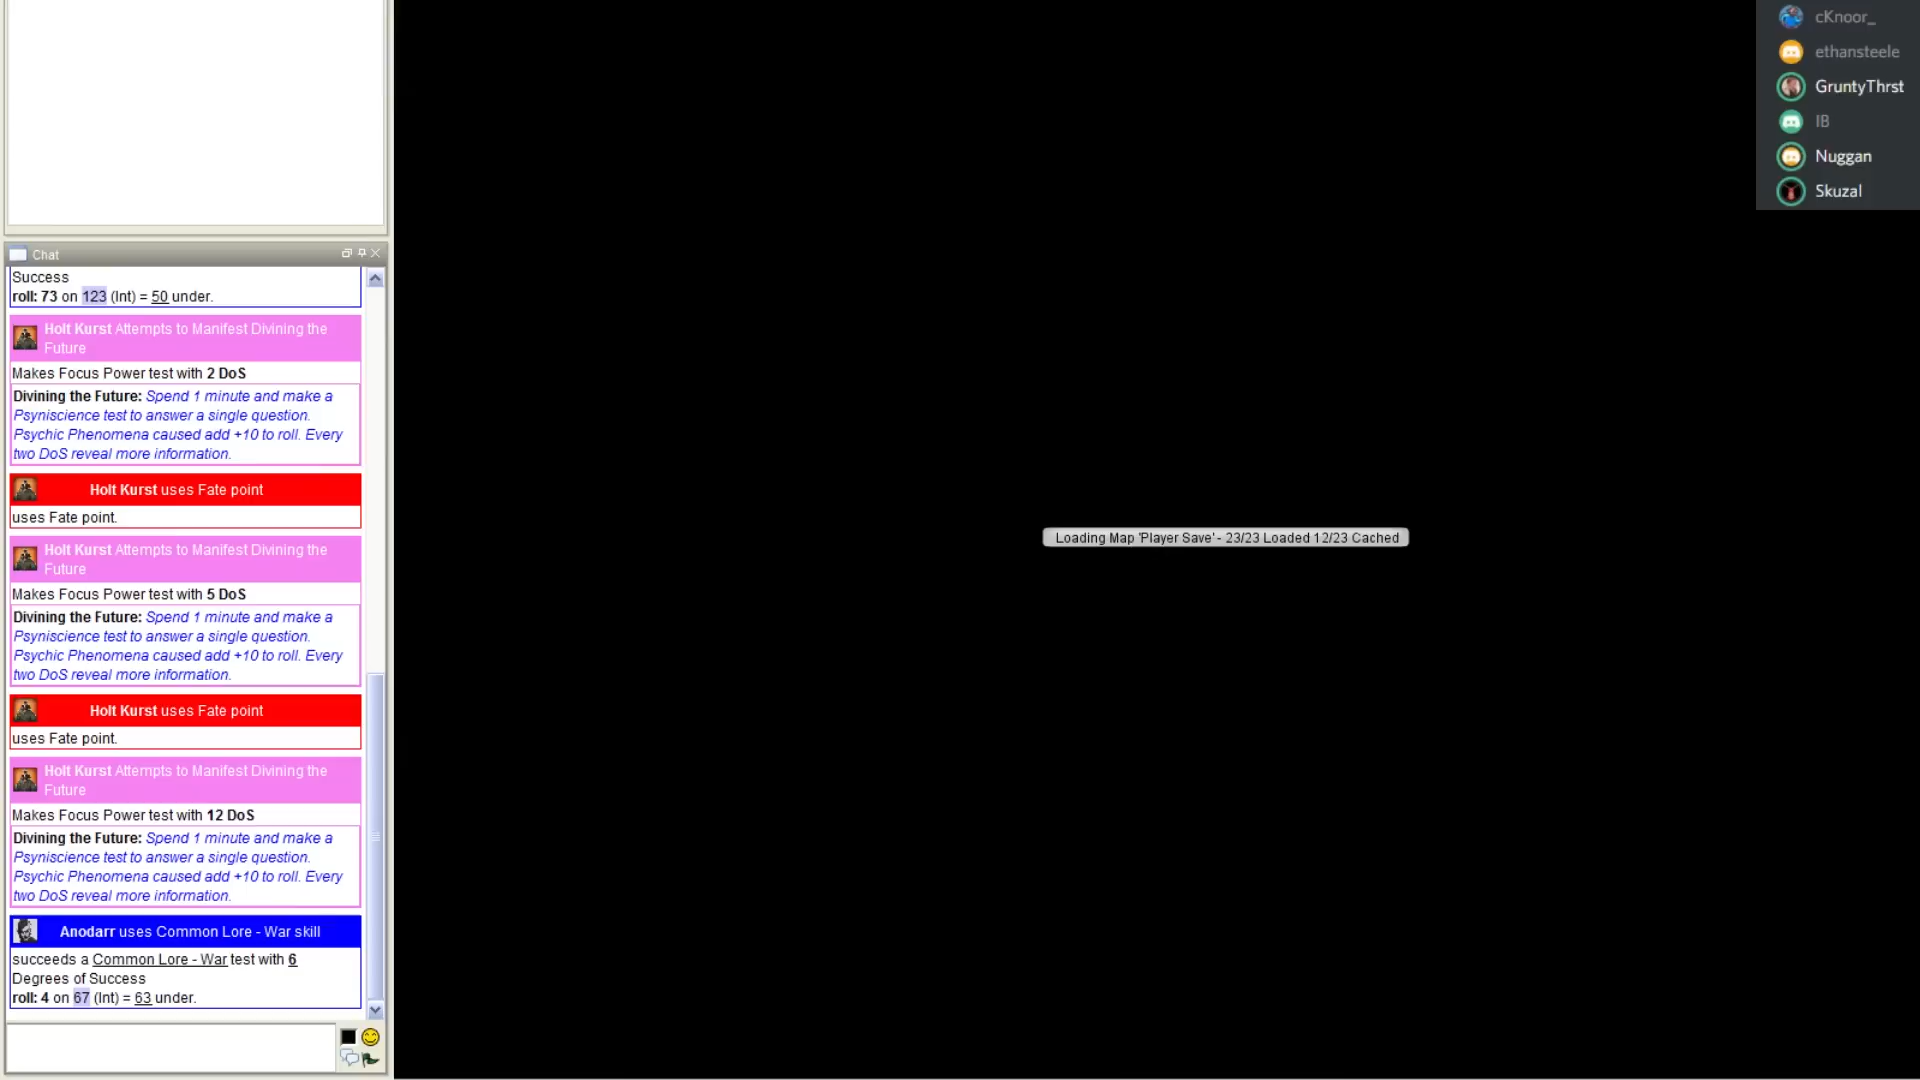 Chat
Success
roll: 73 on 123 (Int) = 50 under.
Holt Kurst Attempts to Manifest Divining the
Future
Makes Focus Power test with 2 DoS
Divining the Future: Spend 1 minute and make a
Psyniscience test to answer a single question.
Psychic Phenomena caused add +10 to roll. Every
two DoS reveal more information.
Holt Kurst uses Fate point
uses Fate point.
Holt Kurst Attempts to Manifest Divining the
Future
Makes Focus Power test with 5 DoS
Divining the Future: Spend 1 minute and make a
Psyniscience test to answer a single question.
Psychic Phenomena caused add +10 to roll. Every
two DoS reveal more information.
Holt Kurst uses Fate point
uses Fate point.
Holt Kurst Attempts to Manifest Divining the
Future
Makes Focus Power test with 12 DoS
Divining the Future: Spend 1 minute and make a
Psyniscience test to answer a single question.
Psychic Phenomena caused add +10 to roll. Every
two DoS reveal more information.
Anodarr uses Common Lore - War skill
succeeds a Common Lore - War test with 6
Degrees of Success
roll: 4 on 67 (Int) = 63 under.
Loading Map 'Player Save' - 23/23 Loaded 12/23 Cached
cKnoor_
ethansteele
GruntyThrst
IB
Nuggan
Skuzal